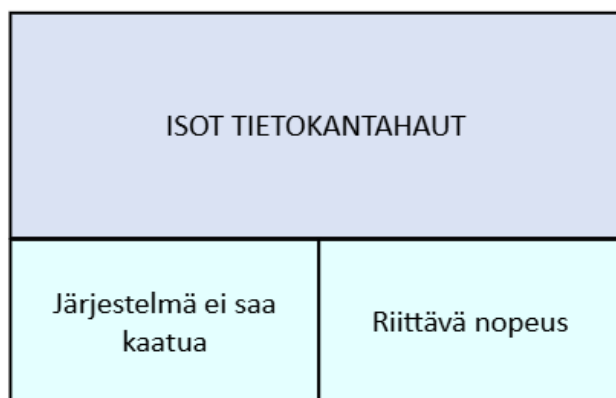 ISOT TIETOKANTAHAUT
Järjestelmä ei saa
kaatua
Riittävä nopeus